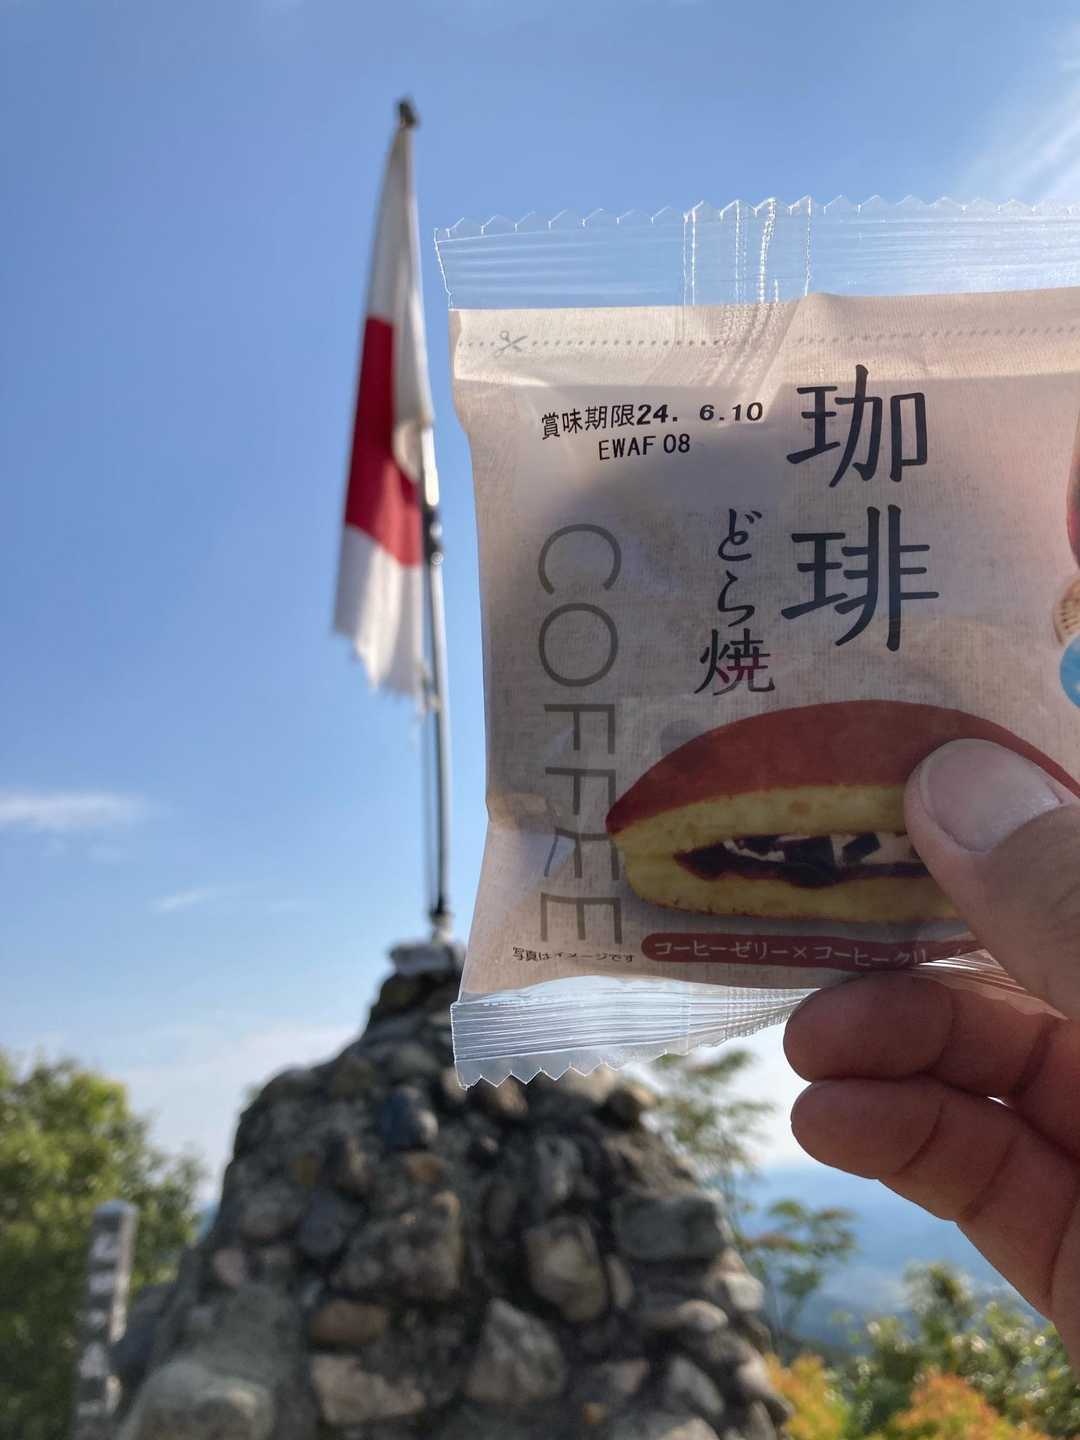 賞味期限24. 6.10
EWAF 08
珈琲
どら焼
COFFEE
写真はイメージです
コーヒーゼリー×コーヒークリーム